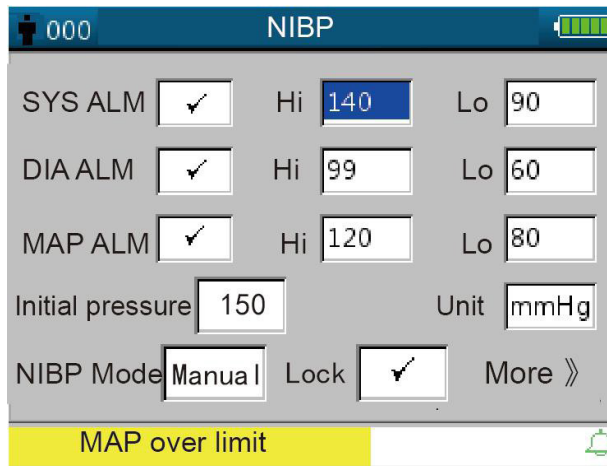 000 NIBP
SYS ALM ✓ Hi 140 Lo 90
DIA ALM ✓ Hi 99 Lo 60
MAP ALM ✓ Hi 120 Lo 80
Initial pressure 150 Unit mmHg
NIBP Mode Manual Lock ✓ More 》
MAP over limit